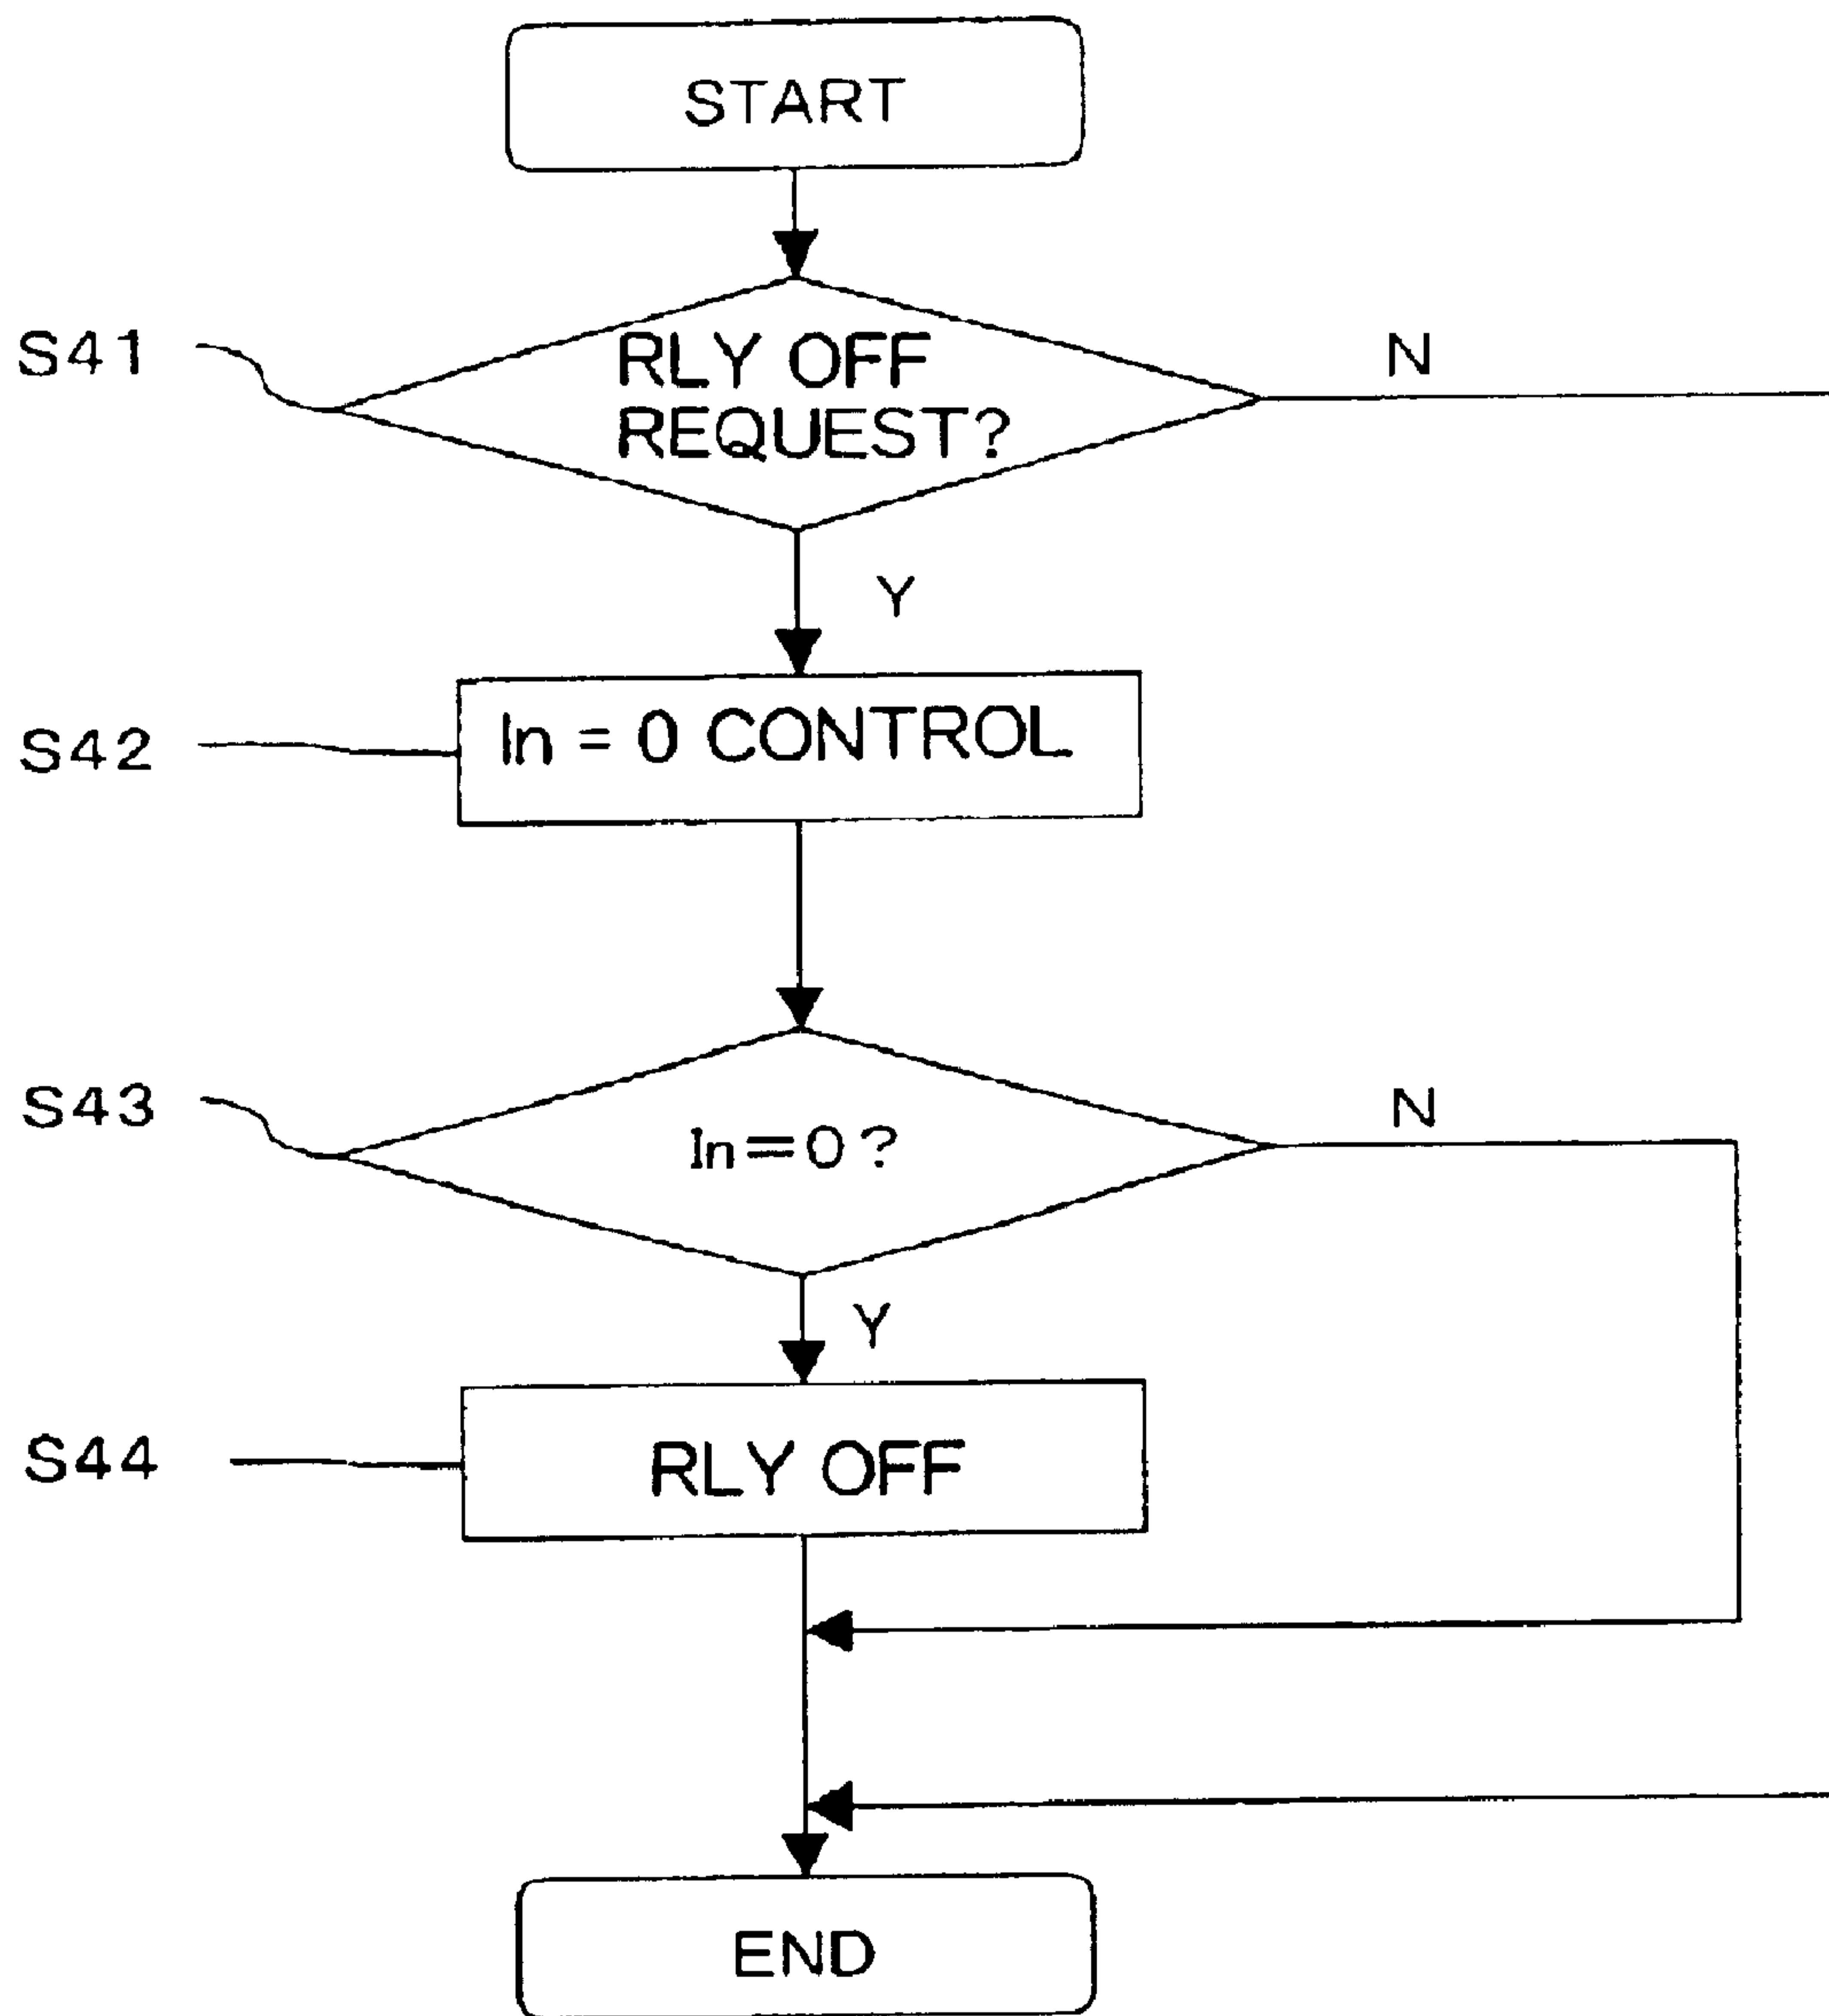 START
S41
RLY OFF
REQUEST?
N
Y
S42
In = 0 CONTROL
S43
In=0?
N
Y
S44
RLY OFF
END